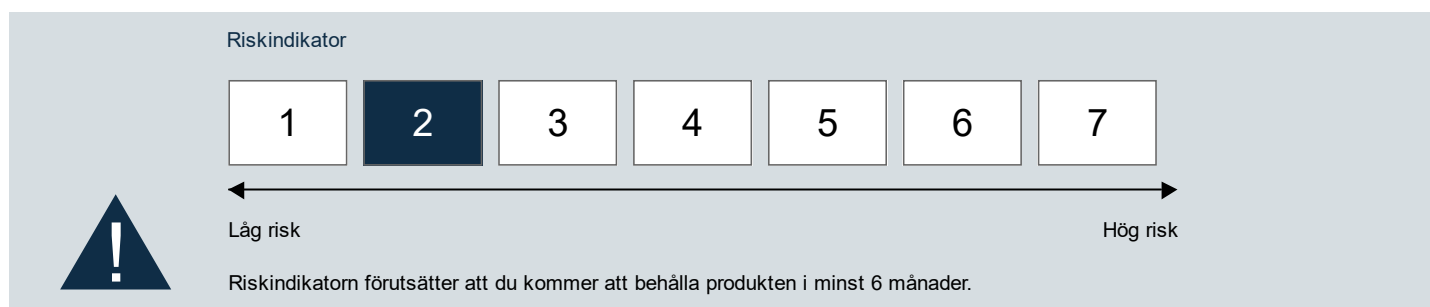 Riskindikator
1 2 3 4 5 6 7
Låg risk Hög risk
!
Riskindikatorn förutsätter att du kommer att behålla produkten i minst 6 månader.